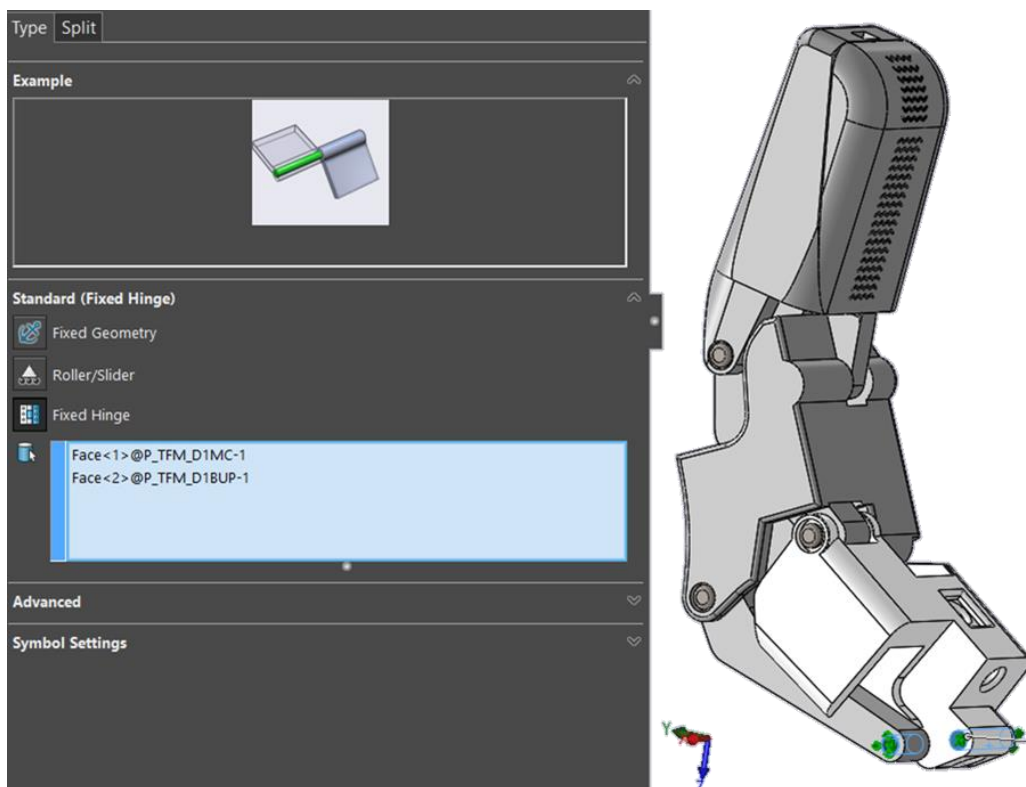 Type Split
Example
Standard (Fixed Hinge)
Fixed Geometry
Roller/Slider
Fixed Hinge
Face<1>@P_TFM_D1MC-1
Face<2>@P_TFM_D1BUP-1
Advanced
Symbol Settings
Y
Z